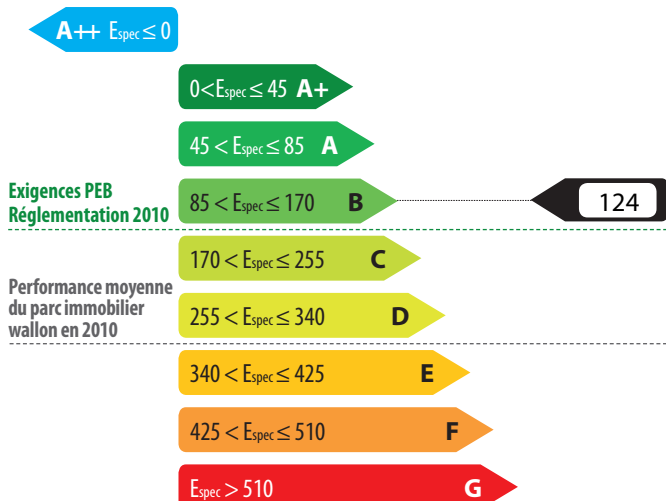 A++ Espec ≤ 0
0<Espec ≤ 45 A+
45 < Espec ≤ 85 A
Exigences PEB
Réglementation 2010
85 < Espec ≤ 170 B
124
170 < Espec ≤ 255 C
Performance moyenne
du parc immobilier
wallon en 2010
255 < Espec ≤ 340 D
340 < Espec ≤ 425 E
425 < Espec ≤ 510 F
Espec > 510 G